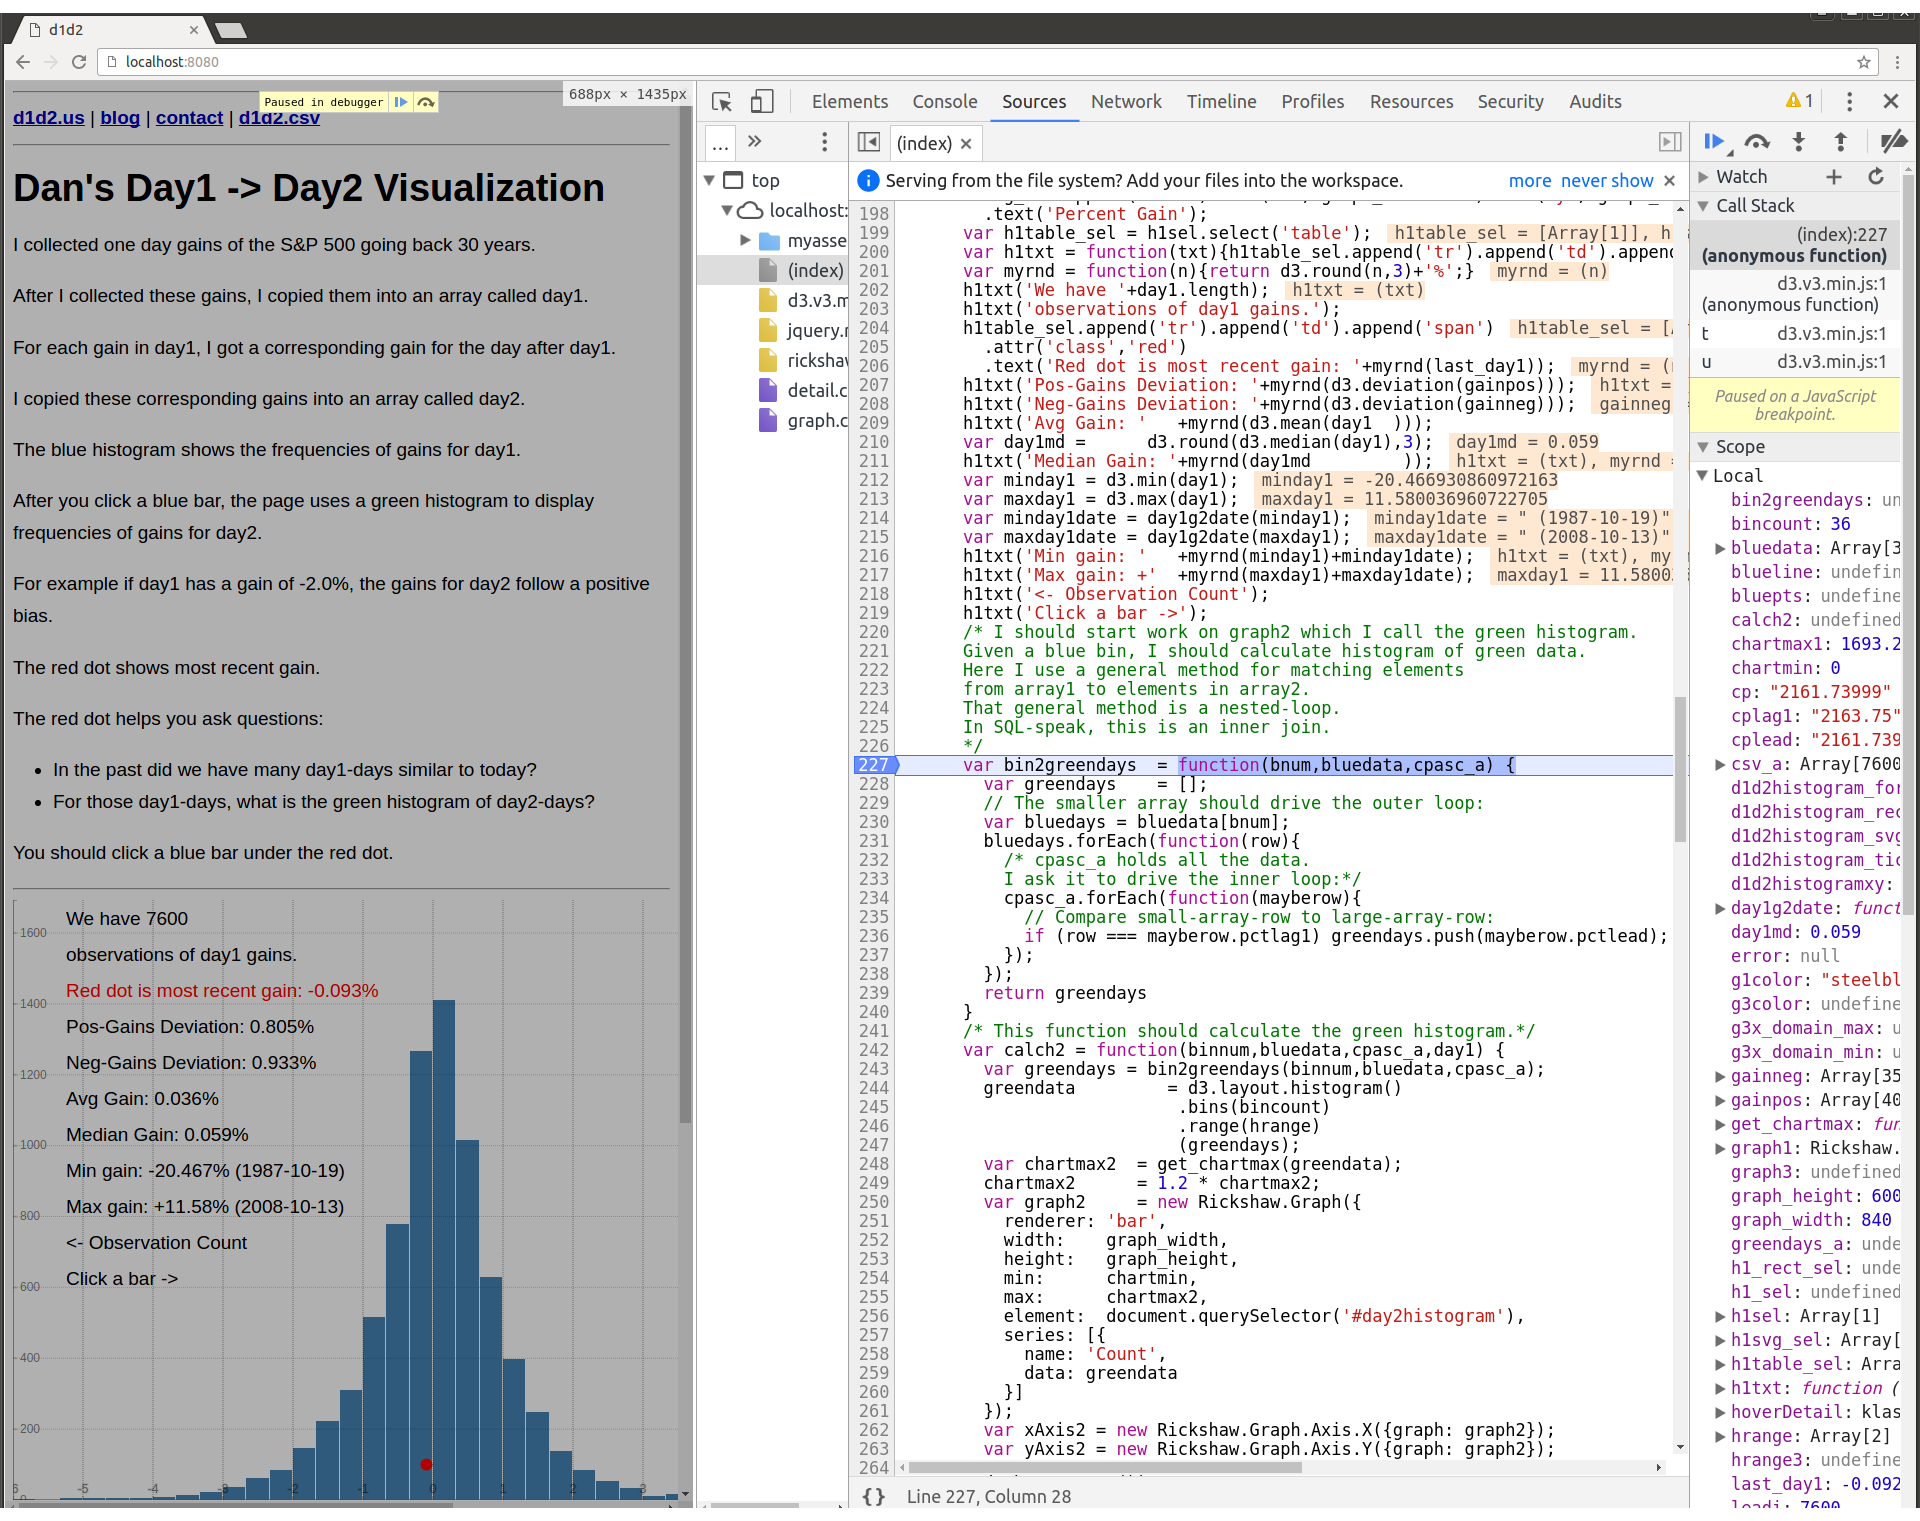 d1d2
localhost:8080
Paused in debugger
688px × 1435px
d1d2.us | blog | contact | d1d2.csv
Dan's Day1 -> Day2 Visualization
I collected one day gains of the S&P 500 going back 30 years.
After I collected these gains, I copied them into an array called day1.
For each gain in day1, I got a corresponding gain for the day after day1.
I copied these corresponding gains into an array called day2.
The blue histogram shows the frequencies of gains for day1.
After you click a blue bar, the page uses a green histogram to display
frequencies of gains for day2.
For example if day1 has a gain of -2.0%, the gains for day2 follow a positive
bias.
The red dot shows most recent gain.
The red dot helps you ask questions:
• In the past did we have many day1-days similar to today?
• For those day1-days, what is the green histogram of day2-days?
You should click a blue bar under the red dot.
We have 7600
observations of day1 gains.
Red dot is most recent gain: -0.093%
Pos-Gains Deviation: 0.805%
Neg-Gains Deviation: 0.933%
Avg Gain: 0.036%
Median Gain: 0.059%
Min gain: -20.467% (1987-10-19)
Max gain: +11.58% (2008-10-13)
<- Observation Count
Click a bar ->
1600
1400
1200
1000
800
600
400
200
0
-5 -4 -3 -2 -1 0 1 2 3
Elements Console Sources Network Timeline Profiles Resources Security Audits
1
...
top
localhost:
myasse
(index)
d3.v3.m
jquery.r
rickshaw
detail.c
graph.c
(index)
Serving from the file system? Add your files into the workspace. more never show
198 .text('Percent Gain');
199 var h1table_sel = h1sel.select('table'); h1table_sel = [Array[1]], h
200 var h1txt = function(txt){h1table_sel.append('tr').append('td').appen
201 var myrnd = function(n){return d3.round(n,3)+'%';} myrnd = (n)
202 h1txt('We have '+day1.length); h1txt = (txt)
203 h1txt('observations of day1 gains.');
204 h1table_sel.append('tr').append('td').append('span') h1table_sel = [A
205 .attr('class','red')
206 .text('Red dot is most recent gain: '+myrnd(last_day1)); myrnd = (
207 h1txt('Pos-Gains Deviation: '+myrnd(d3.deviation(gainpos))); h1txt =
208 h1txt('Neg-Gains Deviation: '+myrnd(d3.deviation(gainneg))); gainneg =
209 h1txt('Avg Gain: ' +myrnd(d3.mean(day1 )));
210 var day1md = d3.round(d3.median(day1),3); day1md = 0.059
211 h1txt('Median Gain: '+myrnd(day1md )); h1txt = (txt), myrnd =
212 var minday1 = d3.min(day1); minday1 = -20.466930860972163
213 var maxday1 = d3.max(day1); maxday1 = 11.580036960722705
214 var minday1date = day1g2date(minday1); minday1date = " (1987-10-19)"
215 var maxday1date = day1g2date(maxday1); maxday1date = " (2008-10-13)"
216 h1txt('Min gain: ' +myrnd(minday1)+minday1date); h1txt = (txt), my
217 h1txt('Max gain: +' +myrnd(maxday1)+maxday1date); maxday1 = 11.5800
218 h1txt('<- Observation Count');
219 h1txt('Click a bar ->');
220 /* I should start work on graph2 which I call the green histogram.
221 Given a blue bin, I should calculate histogram of green data.
222 Here I use a general method for matching elements
223 from array1 to elements in array2.
224 That general method is a nested-loop.
225 In SQL-speak, this is an inner join.
226 */
227 var bin2greendays = function(bnum,bluedata,cpasc_a) {
228 var greendays = [];
229 // The smaller array should drive the outer loop:
230 var bluedays = bluedata[bnum];
231 bluedays.forEach(function(row){
232 /* cpasc_a holds all the data.
233 I ask it to drive the inner loop:*/
234 cpasc_a.forEach(function(mayberow){
235 // Compare small-array-row to large-array-row:
236 if (row === mayberow.pctlag1) greendays.push(mayberow.pctlead);
237 });
238 });
239 return greendays
240 }
241 /* This function should calculate the green histogram.*/
242 var calch2 = function(binnum,bluedata,cpasc_a,day1) {
243 var greendays = bin2greendays(binnum,bluedata,cpasc_a);
244 greendata = d3.layout.histogram()
245 .bins(bincount)
246 .range(hrange)
247 (greendays);
248 var chartmax2 = get_chartmax(greendata);
249 chartmax2 = 1.2 * chartmax2;
250 var graph2 = new Rickshaw.Graph({
251 renderer: 'bar',
252 width: graph_width,
253 height: graph_height,
254 min: chartmin,
255 max: chartmax2,
256 element: document.querySelector('#day2histogram'),
257 series: [{
258 name: 'Count',
259 data: greendata
260 }]
261 });
262 var xAxis2 = new Rickshaw.Graph.Axis.X({graph: graph2});
263 var yAxis2 = new Rickshaw.Graph.Axis.Y({graph: graph2});
264
{} Line 227, Column 28
Watch
Call Stack
(index):227
(anonymous function)
d3.v3.min.js:1
(anonymous function)
t d3.v3.min.js:1
u d3.v3.min.js:1
Paused on a JavaScript
breakpoint.
Scope
Local
bin2greendays: un
bincount: 36
bluedata: Array[3
blueline: undefin
bluepts: undefine
calch2: undefined
chartmax1: 1693.2
chartmin: 0
cp: "2161.73999"
cplag1: "2163.75"
cplead: "2161.739
csv_a: Array[7600
d1d2histogram_for
d1d2histogram_rec
d1d2histogram_svg
d1d2histogram_tic
d1d2histogramxy:
day1g2date: funct
day1md: 0.059
error: null
g1color: "steelbl
g3color: undefine
g3x_domain_max: u
g3x_domain_min: u
gainneg: Array[35
gainpos: Array[40
get_chartmax: fun
graph1: Rickshaw.
graph3: undefined
graph_height: 600
graph_width: 840
greendays_a: unde
h1_rect_sel: unde
h1_sel: undefined
h1sel: Array[1]
h1svg_sel: Array[
h1table_sel: Arra
h1txt: function (
hoverDetail: klas
hrange: Array[2]
hrange3: undefine
last_day1: -0.092
leadi: 7600